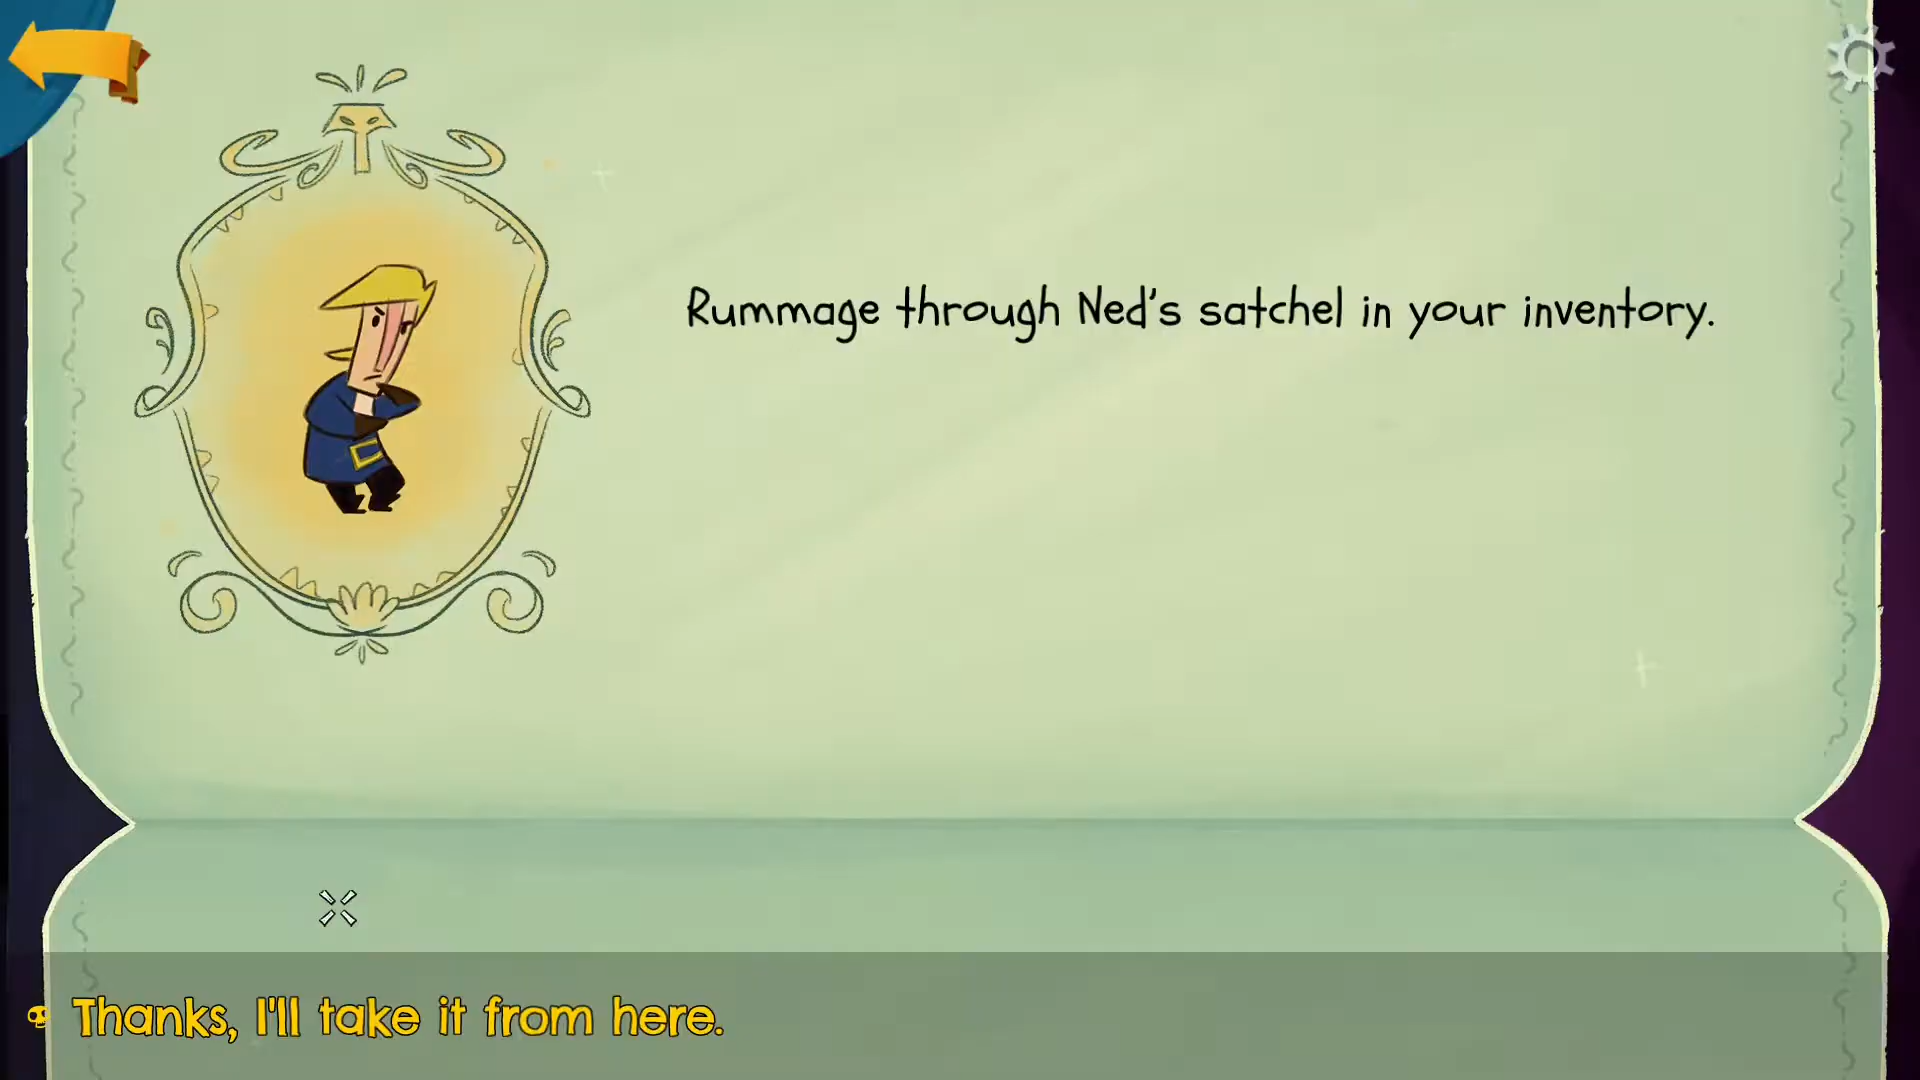 Rummage through Ned's satchel in your inventory.
Thanks, I'll take it from here.